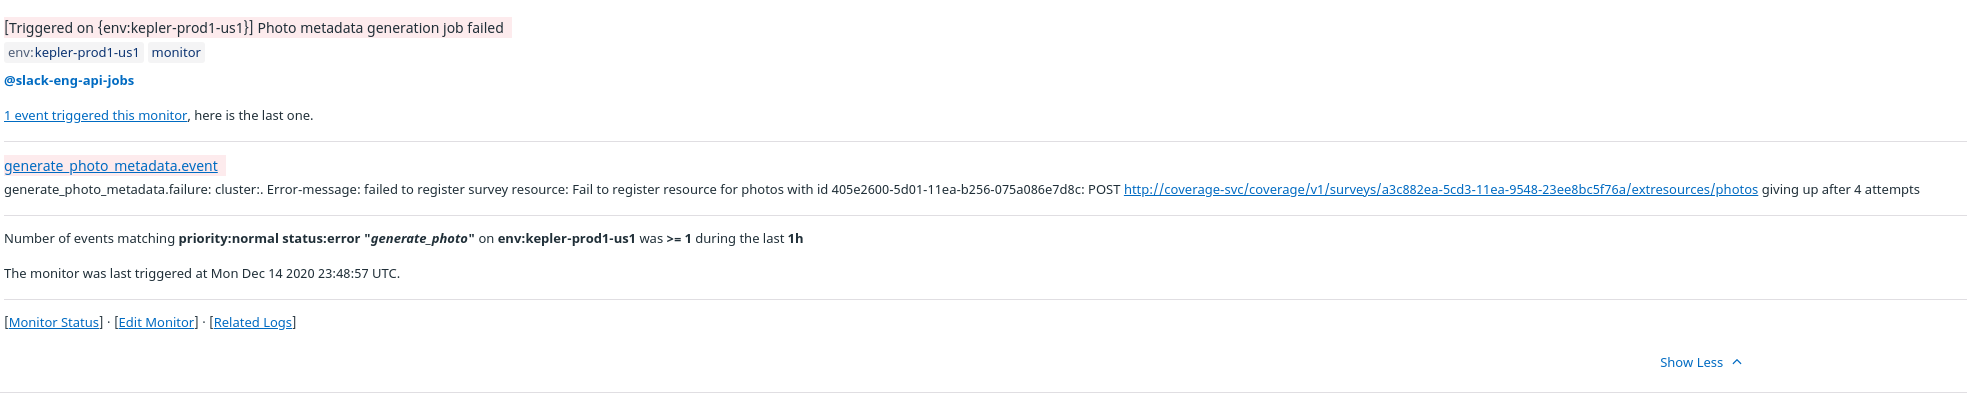 [Triggered on {env:kepler-prod1-us1}] Photo metadata generation job failed
env:kepler-prod1-us1 monitor
@slack-eng-api-jobs
1 event triggered this monitor, here is the last one.
generate_photo_metadata.event
generate_photo_metadata.failure: cluster:. Error-message: failed to register survey resource: Fail to register resource for photos with id 405e2600-5d01-11ea-b256-075a086e7d8c: POST http://coverage-svc/coverage/v1/surveys/a3c882ea-5cd3-11ea-9548-23ee8bc5f76a/extresources/photos giving up after 4 attempts
Number of events matching priority:normal status:error "generate_photo" on env:kepler-prod1-us1 was >= 1 during the last 1h
The monitor was last triggered at Mon Dec 14 2020 23:48:57 UTC.
[Monitor Status] · [Edit Monitor] · [Related Logs]
Show Less